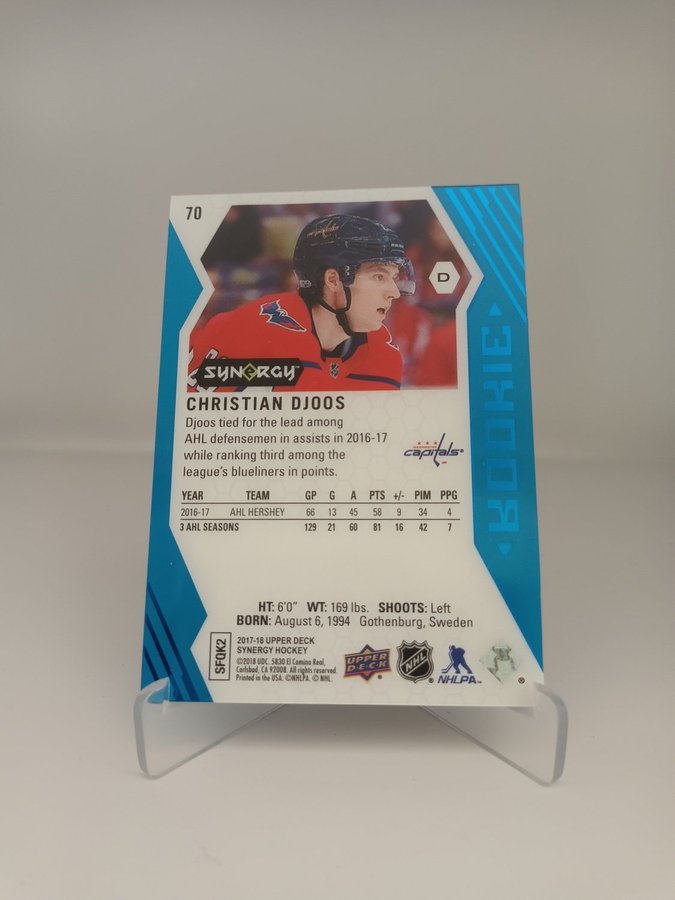 70
D
SYNERGY™
CHRISTIAN DJOOS
Djoos tied for the lead among
AHL defensemen in assists in 2016-17
while ranking third among the
league's blueliners in points.
WASHINGTON
capitals®
ROOKIE
YEAR TEAM GP G A PTS +/- PIM PPG
2016-17 AHL HERSHEY 66 13 45 58 9 34 4
3 AHL SEASONS 129 21 60 81 16 42 7
HT: 6'0" WT: 169 lbs. SHOOTS: Left
BORN: August 6, 1994 Gothenburg, Sweden
SFQK2
2017-18 UPPER DECK
SYNERGY HOCKEY
©2018 UDC. 5830 El Camino Real,
Carlsbad, CA 92008. All rights reserved.
Printed in the USA. ©NHLPA. © NHL.
UPPER
DECK
®
NHL
®
NHLPA™
®